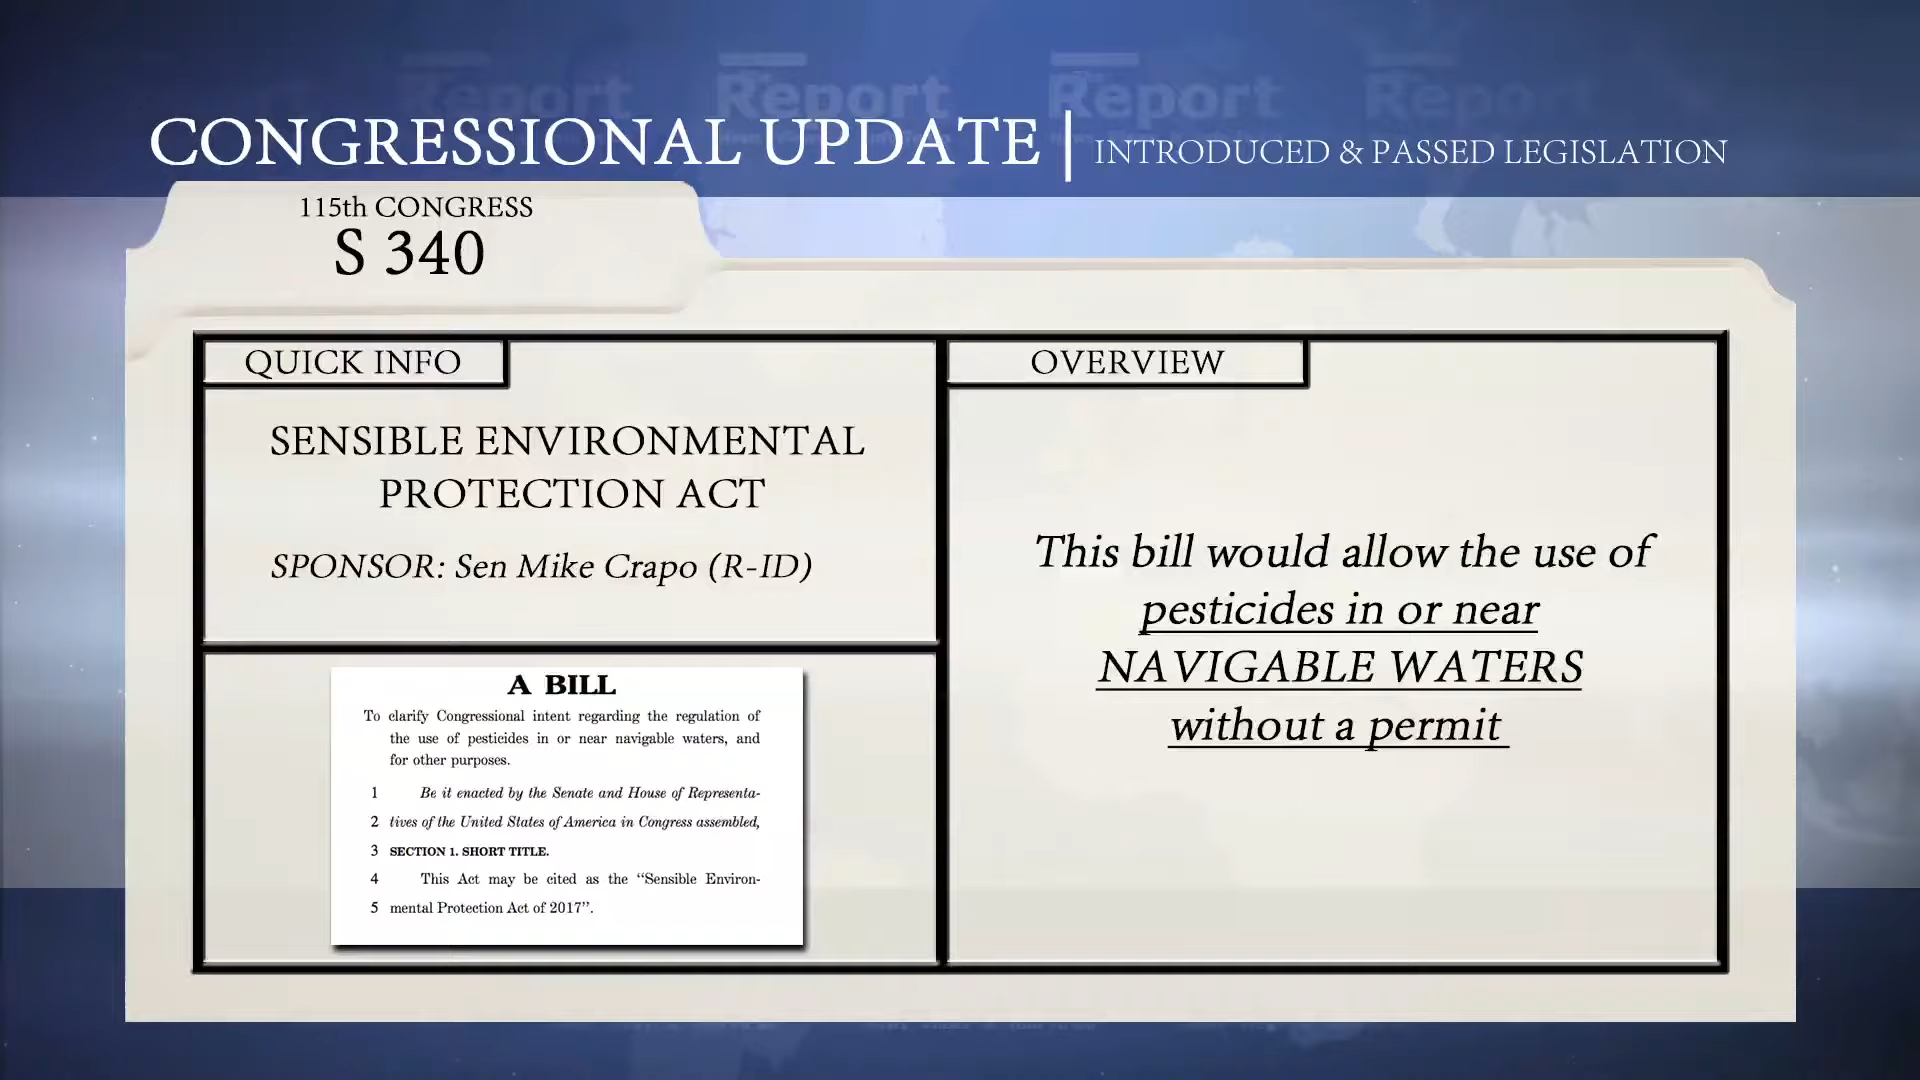 Report
Report
Report
Report
CONGRESSIONAL UPDATE | INTRODUCED & PASSED LEGISLATION
115th CONGRESS
S 340
QUICK INFO
SENSIBLE ENVIRONMENTAL
PROTECTION ACT
SPONSOR: Sen Mike Crapo (R-ID)
A BILL
To clarify Congressional intent regarding the regulation of
the use of pesticides in or near navigable waters, and
for other purposes.
1 Be it enacted by the Senate and House of Representa-
2 tives of the United States of America in Congress assembled,
3 SECTION 1. SHORT TITLE.
4 This Act may be cited as the “Sensible Environ-
5 mental Protection Act of 2017”.
OVERVIEW
This bill would allow the use of
pesticides in or near
NAVIGABLE WATERS
without a permit